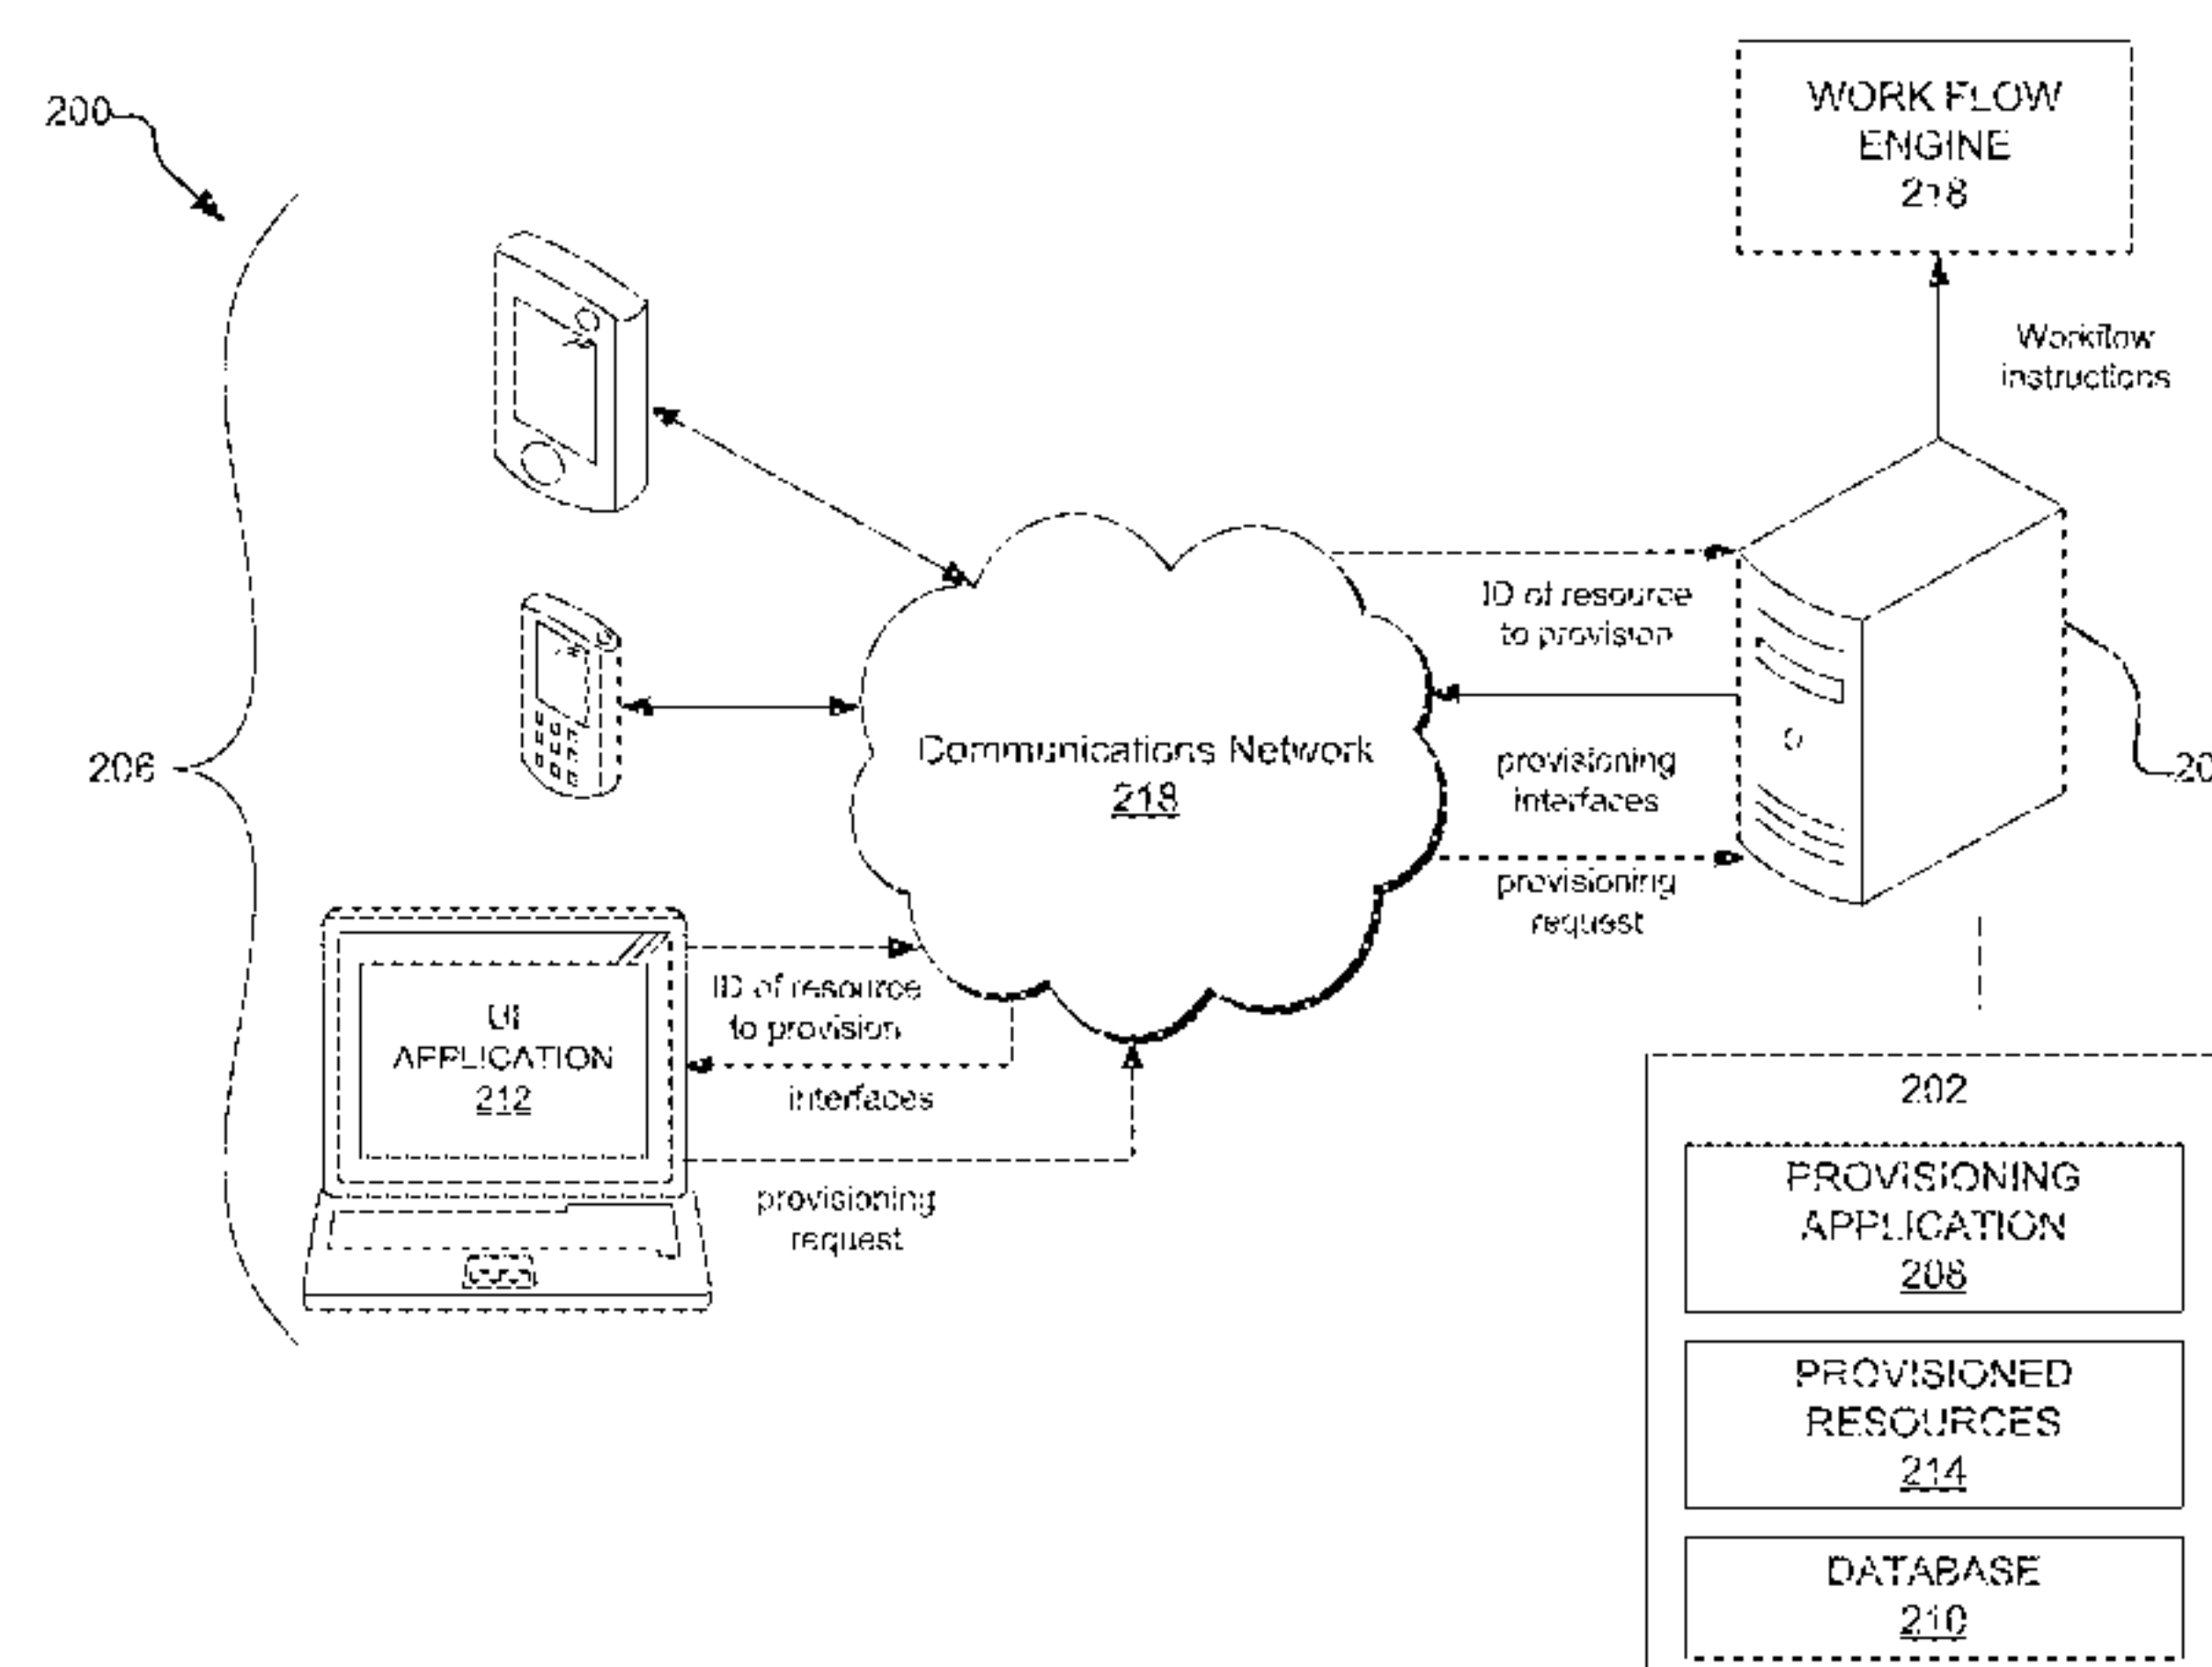 200
WORK FLOW
ENGINE
218
Workflow
instructions
ID of resource
to provision
206
Communications Network
218
provisioning
interfaces
20
provisioning
request
ID of resource
to provision
UI
APPLICATION
212
interfaces
provisioning
request
202
PROVISIONING
APPLICATION
208
PROVISIONED
RESOURCES
214
DATABASE
210